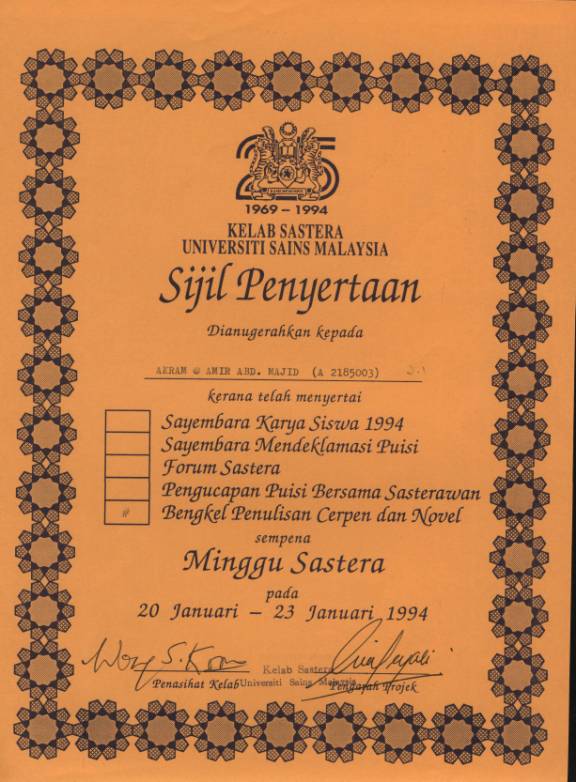 25
1969 – 1994
KELAB SASTERA
UNIVERSITI SAINS MALAYSIA
Sijil Penyertaan
Dianugerahkan kepada
AKRAM @ AMIR ABD. MAJID (A 2185003)
kerana telah menyertai
Sayembara Karya Siswa 1994
Sayembara Mendeklamasi Puisi
Forum Sastera
Pengucapan Puisi Bersama Sasterawan
# Bengkel Penulisan Cerpen dan Novel
sempena
Minggu Sastera
pada
20 Januari – 23 Januari 1994
Kelab Sastera
Penasihat Kelab Universiti Sains Malaysia Pengarah Projek